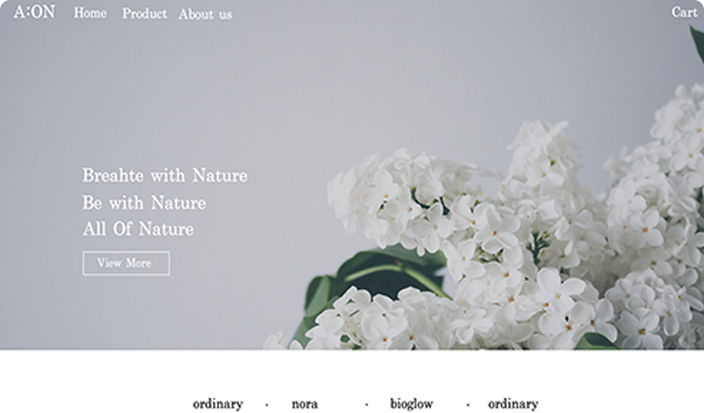 A:ON Home Product About us Cart
Breahte with Nature
Be with Nature
All Of Nature
View More
ordinary · nora · bioglow · ordinary